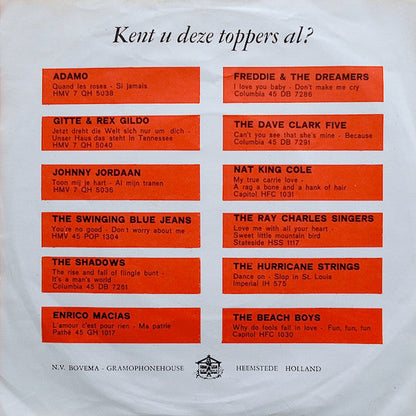 Kent u deze toppers al?
ADAMO
Quand les roses - Si jamais
HMV 7 QH 5038
GITTE & REX GILDO
Jetzt dreht die Welt sich nur um dich -
Unser Haus das steht in Tennessee
HMV 7 QH 5040
JOHNNY JORDAAN
Toon mij je hart - Al mijn tranen
HMV 7 QH 5036
THE SWINGING BLUE JEANS
You're no good - Don't worry about me
HMV 45 POP 1304
THE SHADOWS
The rise and fall of flingle bunt -
It's a man's world
Columbia 45 DB 7261
ENRICO MACIAS
L'amour c'est pour rien - Ma patrie
Pathé 45 GH 1017
FREDDIE & THE DREAMERS
I love you baby - Don't make me cry
Columbia 45 DB 7286
THE DAVE CLARK FIVE
Can't you see that she's mine - Because
Columbia 45 DB 7291
NAT KING COLE
My true carrie love -
A rag a bone and a hank of hair
Capitol HFC 1031
THE RAY CHARLES SINGERS
Love me with all your heart -
Sweet little mountain bird
Stateside HSS 1117
THE HURRICANE STRINGS
Dance on - Slop in St. Louis
Imperial IH 575
THE BEACH BOYS
Why do fools fall in love - Fun, fun, fun
Capitol HFC 1030
N.V. BOVEMA - GRAMOPHONEHOUSE HEEMSTEDE HOLLAND